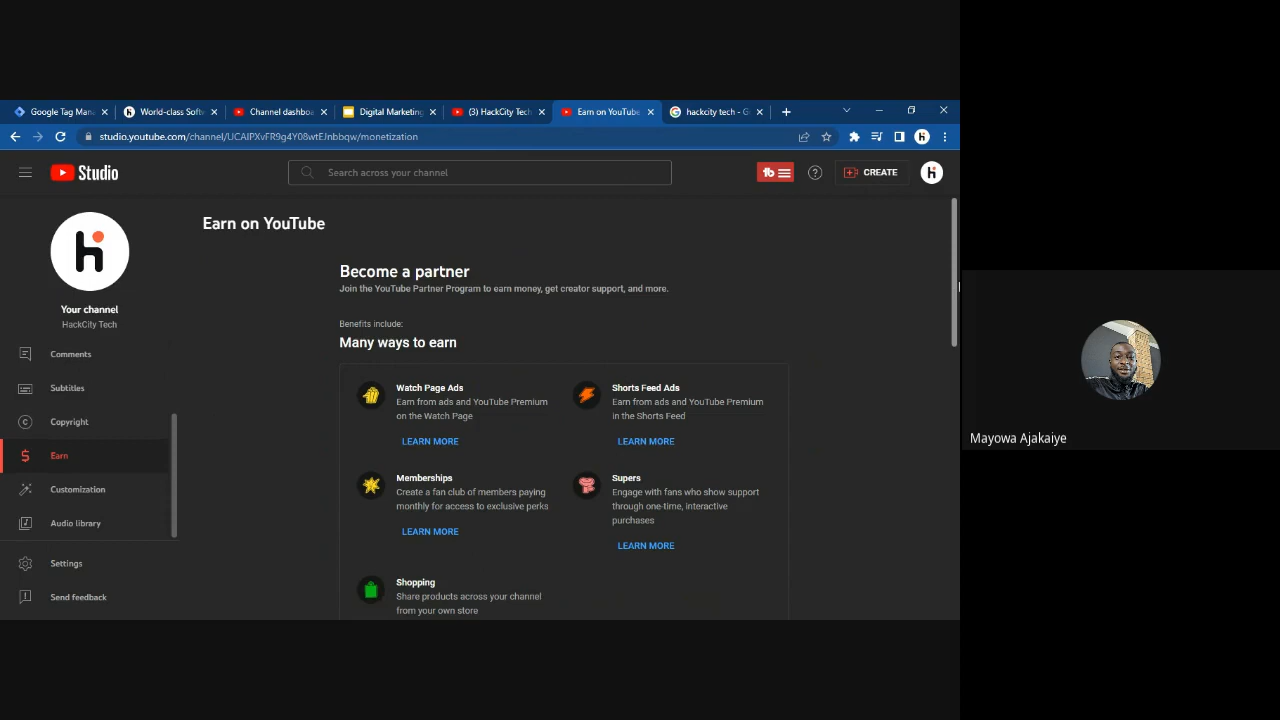 Google Tag Mana
World-class Softw
Channel dashboa
Digital Marketing
(3) HackCity Tech
Earn on YouTube
hackcity tech - G
studio.youtube.com/channel/UCAIPXvFR9g4Y08wtEJnbbqw/monetization
Studio
Search across your channel
tb
CREATE
Earn on YouTube
Become a partner
Join the YouTube Partner Program to earn money, get creator support, and more.
Your channel
HackCity Tech
Benefits include:
Many ways to earn
Comments
Subtitles
Copyright
Earn
Customization
Audio library
Settings
Send feedback
Watch Page Ads
Earn from ads and YouTube Premium
on the Watch Page
LEARN MORE
Shorts Feed Ads
Earn from ads and YouTube Premium
in the Shorts Feed
LEARN MORE
Memberships
Create a fan club of members paying
monthly for access to exclusive perks
LEARN MORE
Supers
Engage with fans who show support
through one-time, interactive
purchases
LEARN MORE
Shopping
Share products across your channel
from your own store
Mayowa Ajakaiye